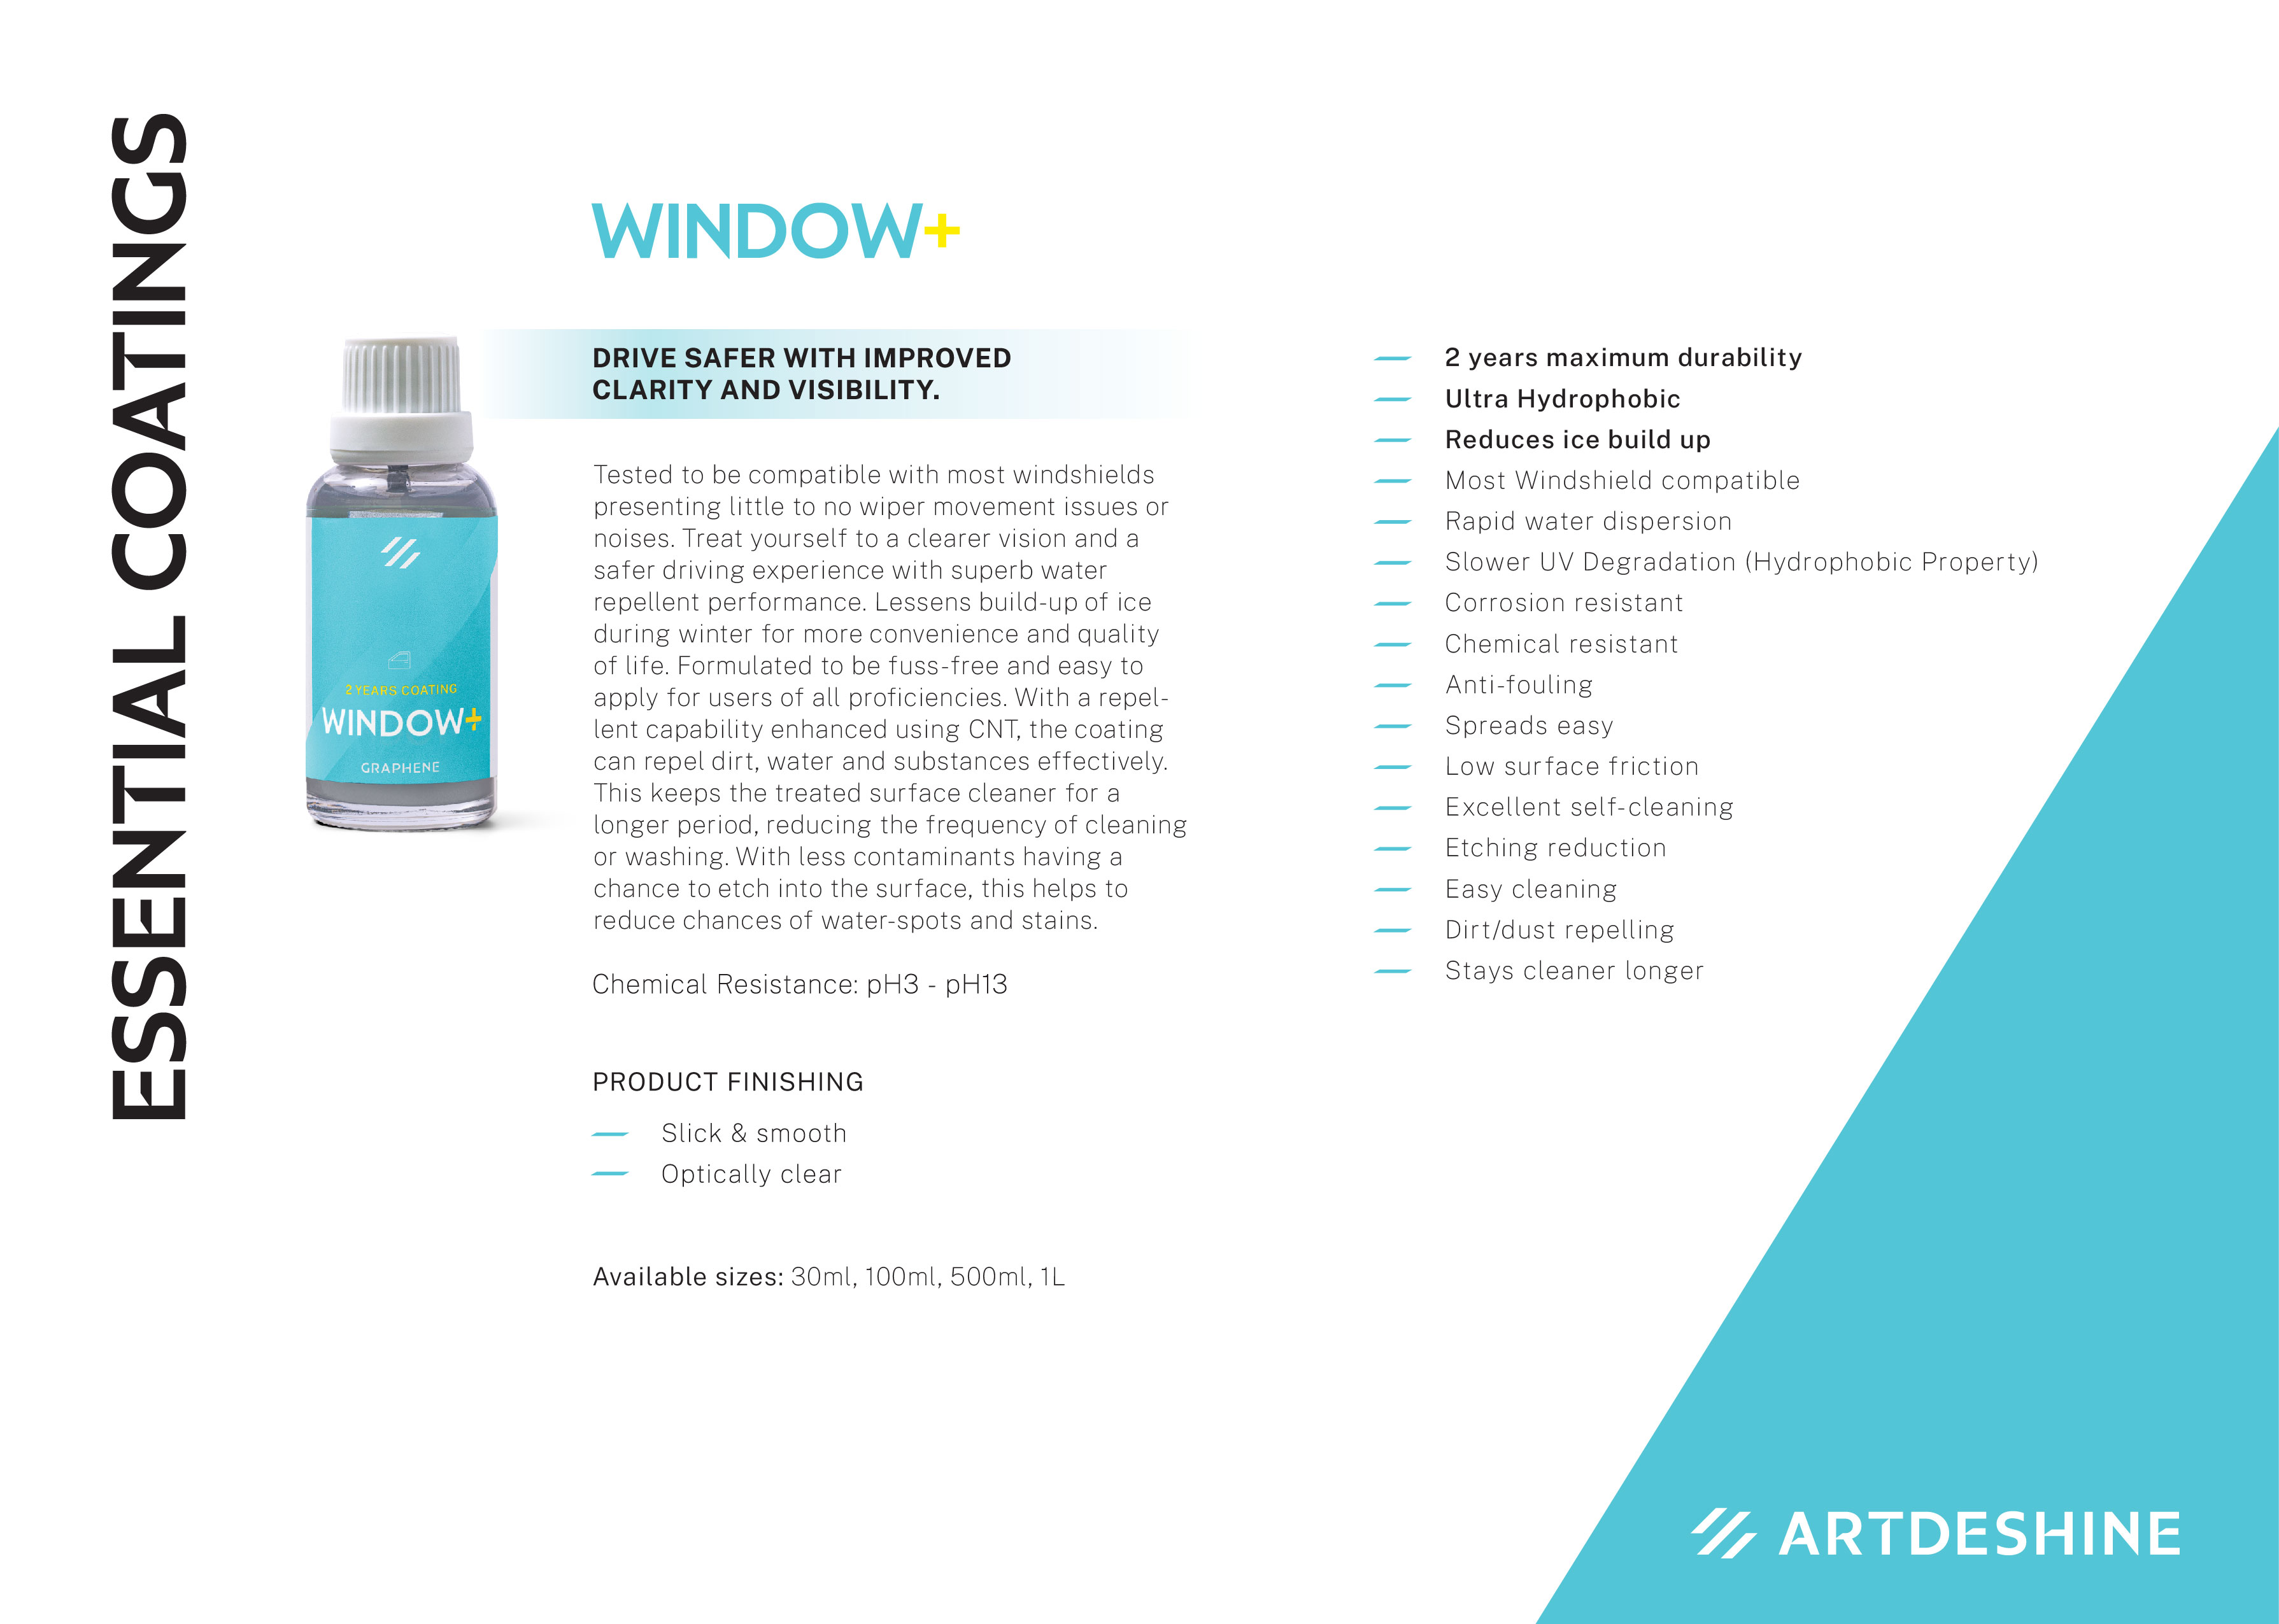 ESSENTIAL COATINGS
WINDOW+
DRIVE SAFER WITH IMPROVED
CLARITY AND VISIBILITY.
Tested to be compatible with most windshields
presenting little to no wiper movement issues or
noises. Treat yourself to a clearer vision and a
safer driving experience with superb water
repellent performance. Lessens build-up of ice
during winter for more convenience and quality
of life. Formulated to be fuss-free and easy to
apply for users of all proficiencies. With a repel-
lent capability enhanced using CNT, the coating
can repel dirt, water and substances effectively.
This keeps the treated surface cleaner for a
longer period, reducing the frequency of cleaning
or washing. With less contaminants having a
chance to etch into the surface, this helps to
reduce chances of water-spots and stains.
Chemical Resistance: pH3 - pH13
PRODUCT FINISHING
Slick & smooth
Optically clear
Available sizes: 30ml, 100ml, 500ml, 1L
2 YEARS COATING
WINDOW+
GRAPHENE
2 years maximum durability
Ultra Hydrophobic
Reduces ice build up
Most Windshield compatible
Rapid water dispersion
Slower UV Degradation (Hydrophobic Property)
Corrosion resistant
Chemical resistant
Anti-fouling
Spreads easy
Low surface friction
Excellent self-cleaning
Etching reduction
Easy cleaning
Dirt/dust repelling
Stays cleaner longer
ARTDESHINE